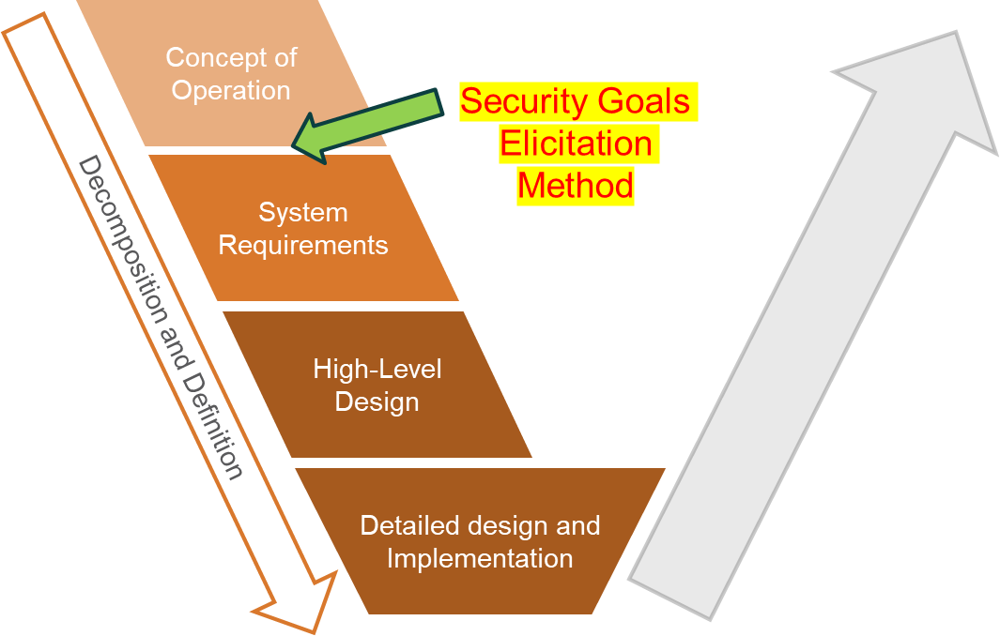 Concept of
Operation
Security Goals
Elicitation
Method
System
Requirements
Decomposition and Definition
High-Level
Design
Detailed design and
Implementation